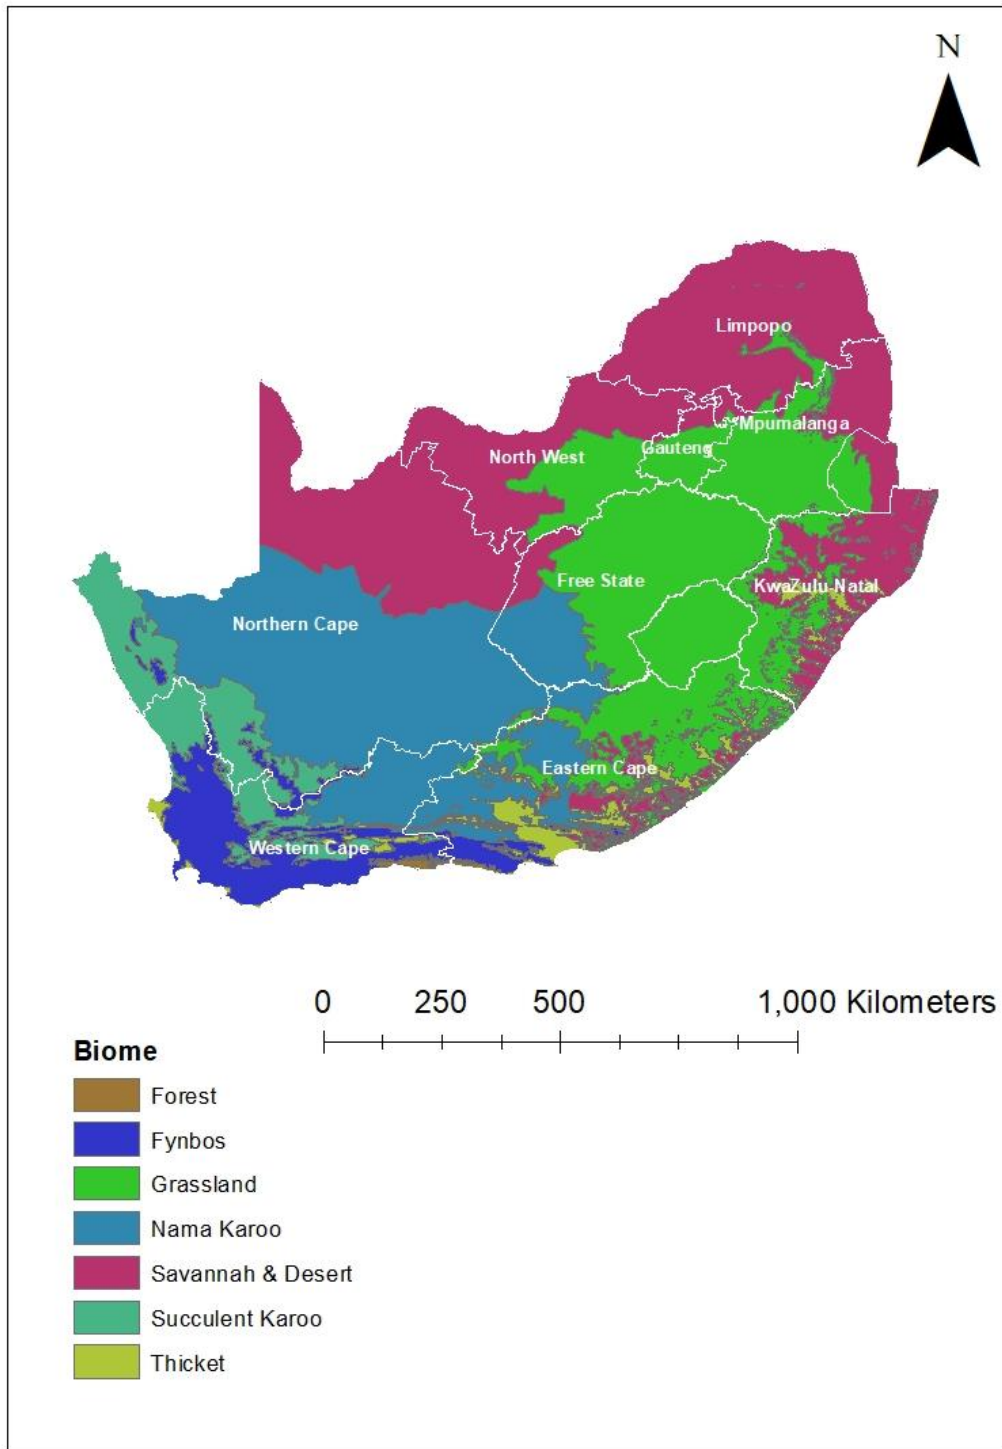 N
Limpopo
Mpumalanga
Gauteng
North West
Free State
KwaZulu-Natal
Northern Cape
Eastern Cape
Western Cape
0 250 500 1,000 Kilometers
Biome
Forest
Fynbos
Grassland
Nama Karoo
Savannah & Desert
Succulent Karoo
Thicket